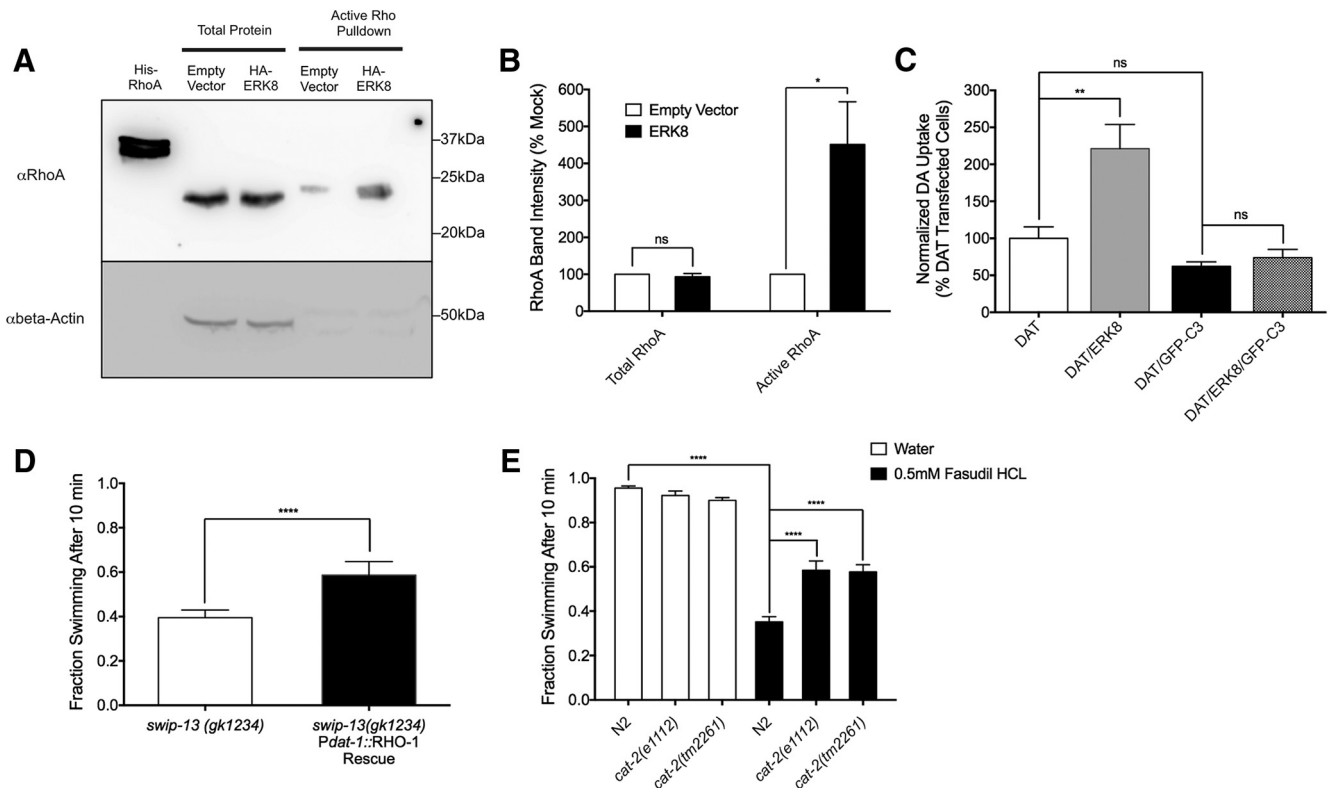 A
Total Protein
Active Rho
Pulldown
His-
RhoA
Empty
Vector
HA-
ERK8
Empty
Vector
HA-
ERK8
αRhoA
37kDa
25kDa
20kDa
αbeta-Actin
50kDa
B
RhoA Band Intensity (% Mock)
600
500
400
300
200
100
0
Empty Vector
ERK8
ns
*
Total RhoA
Active RhoA
C
Normalized DA Uptake
(% DAT Transfected Cells)
300
250
200
150
100
50
0
ns
**
ns
DAT
DAT/ERK8
DAT/GFP-C3
DAT/ERK8/GFP-C3
D
Fraction Swimming After 10 min
1.0
0.8
0.6
0.4
0.2
0.0
****
swip-13 (gk1234)
swip-13(gk1234)
Pdat-1::RHO-1
Rescue
E
Water
0.5mM Fasudil HCL
Fraction Swimming After 10 min
1.0
0.8
0.6
0.4
0.2
0.0
****
****
****
N2
cat-2(e1112)
cat-2(tm2261)
N2
cat-2(e1112)
cat-2(tm2261)